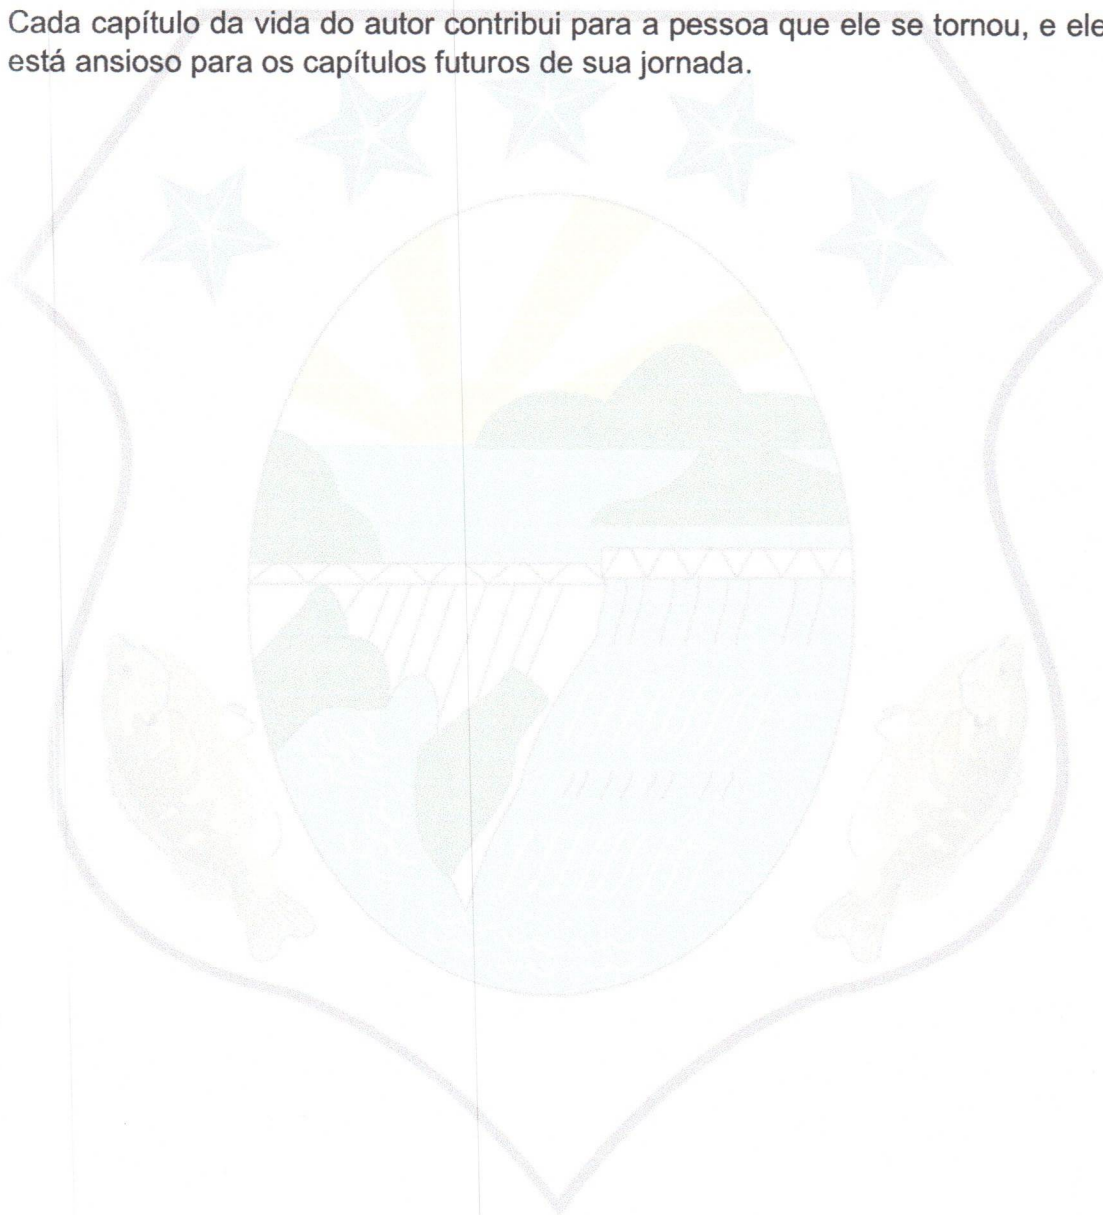 Cada capítulo da vida do autor contribui para a pessoa que ele se tornou, e ele
está ansioso para os capítulos futuros de sua jornada.